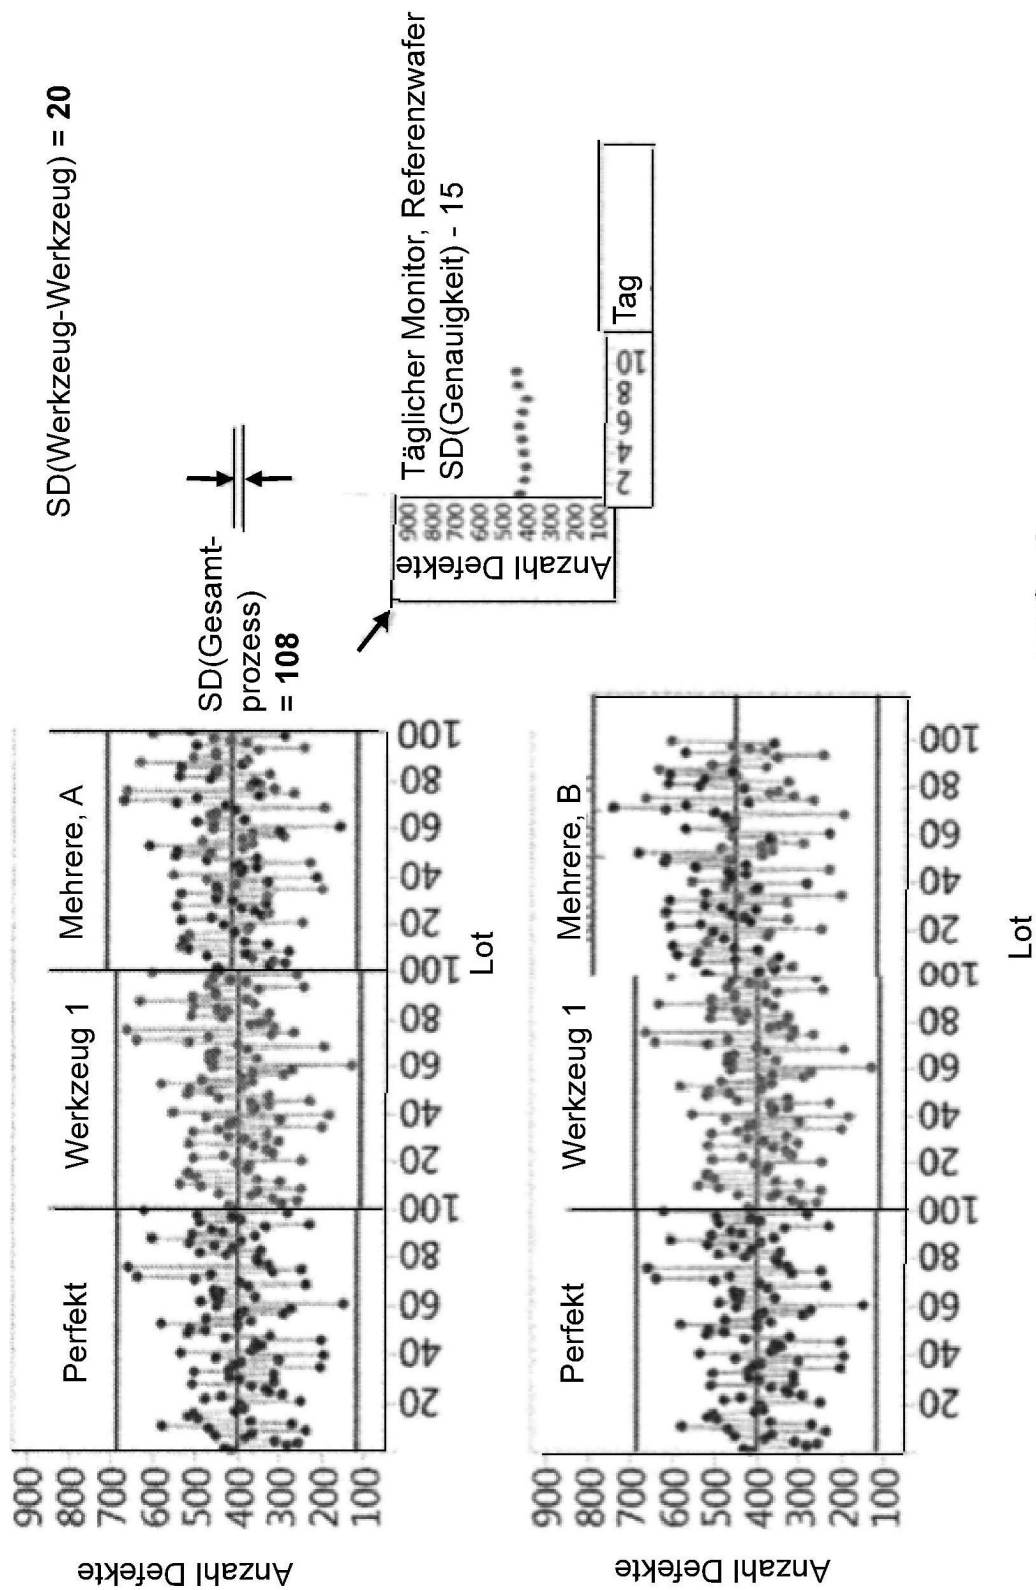 SD(Werkzeug-Werkzeug) = 20
Perfekt
Werkzeug 1
Mehrere, A
SD(Gesamt-
prozess)
= 108
Anzahl Defekte
900
800
700
600
500
400
300
200
100
20 40 60 80 100 20 40 60 80 100 20 40 60 80 100
Lot
Täglicher Monitor, Referenzwafer
SD(Genauigkeit) - 15
Anzahl Defekte
900
800
700
600
500
400
300
200
100
2 4 6 8 10
Tag
Perfekt
Werkzeug 1
Mehrere, B
Anzahl Defekte
900
800
700
600
500
400
300
200
100
20 40 60 80 100 20 40 60 80 100 20 40 60 80 100
Lot